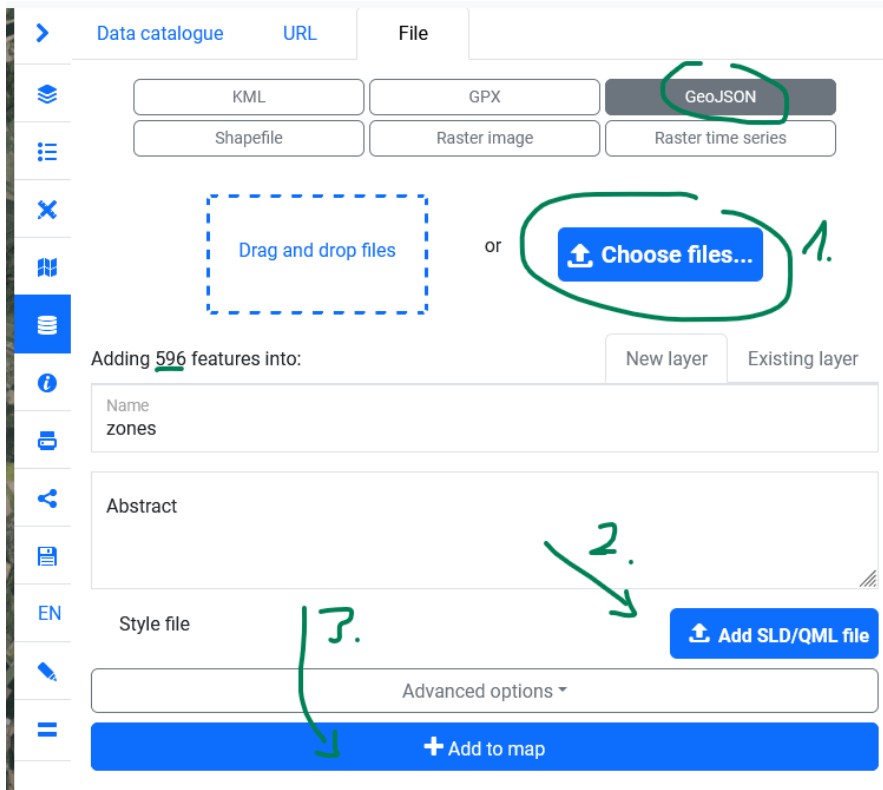 Data catalogue URL File
KML GPX GeoJSON
Shapefile Raster image Raster time series
Drag and drop files or Choose files... 1.
Adding 596 features into: New layer Existing layer
Name
zones
Abstract
2.
EN
Style file 3. Add SLD/QML file
Advanced options
Add to map